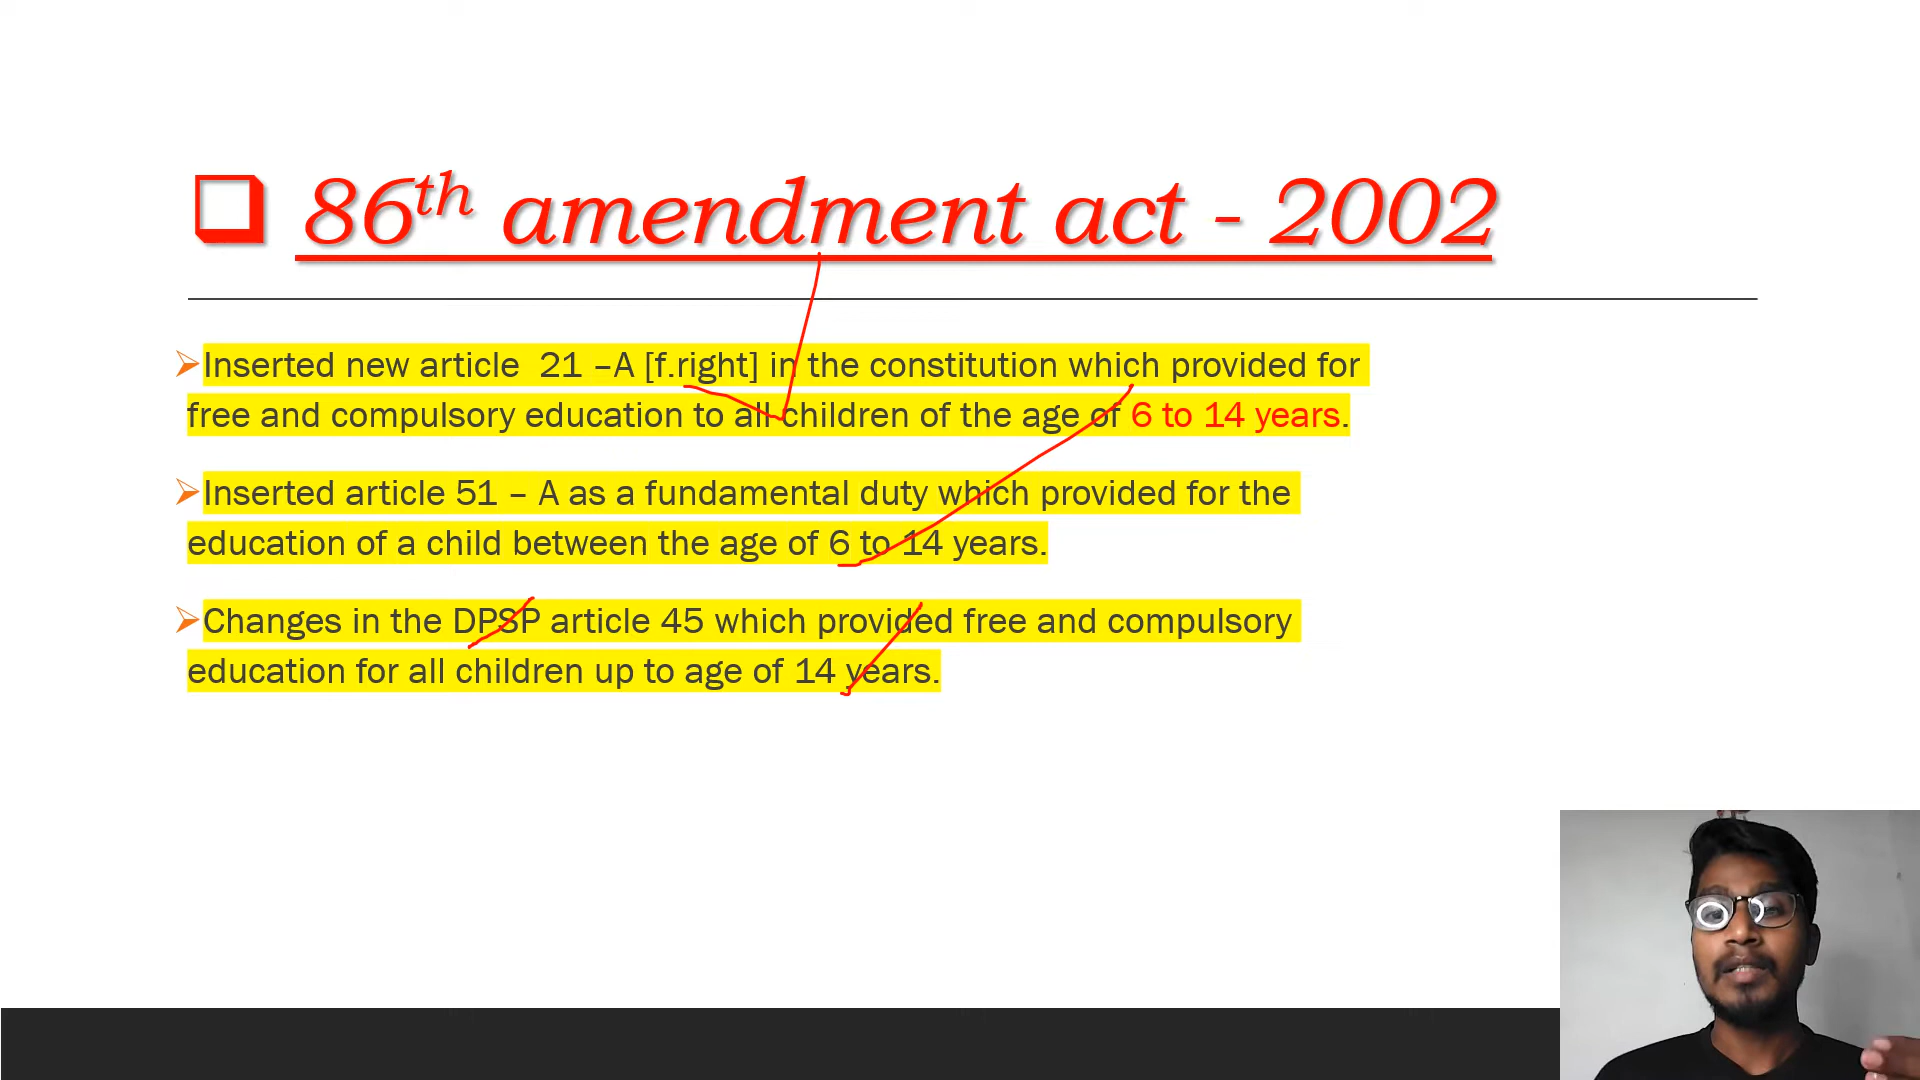 86th amendment act - 2002
Inserted new article 21 –A [f.right] in the constitution which provided for
free and compulsory education to all children of the age of 6 to 14 years.
Inserted article 51 – A as a fundamental duty which provided for the
education of a child between the age of 6 to 14 years.
Changes in the DPSP article 45 which provided free and compulsory
education for all children up to age of 14 years.